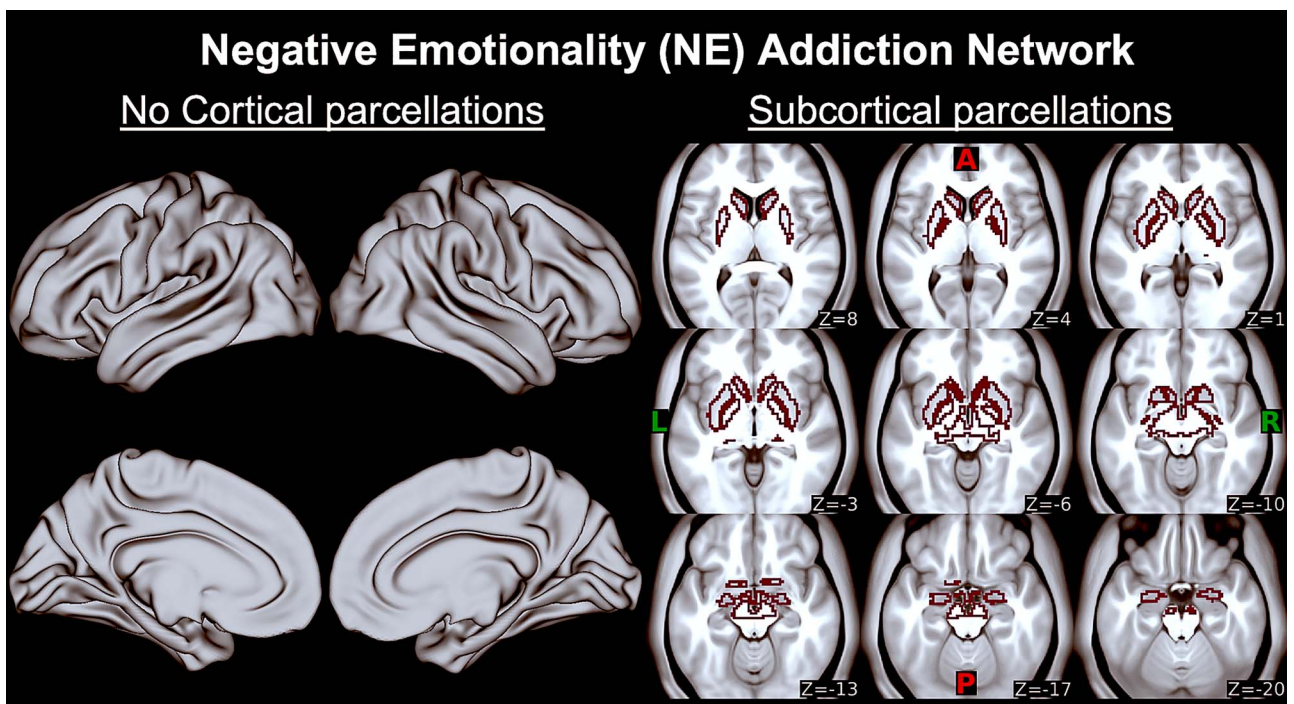 Negative Emotionality (NE) Addiction Network
No Cortical parcellations
Subcortical parcellations
A
Z=8
Z=4
Z=1
L
R
Z=-3
Z=-6
Z=-10
P
Z=-13
Z=-17
Z=-20